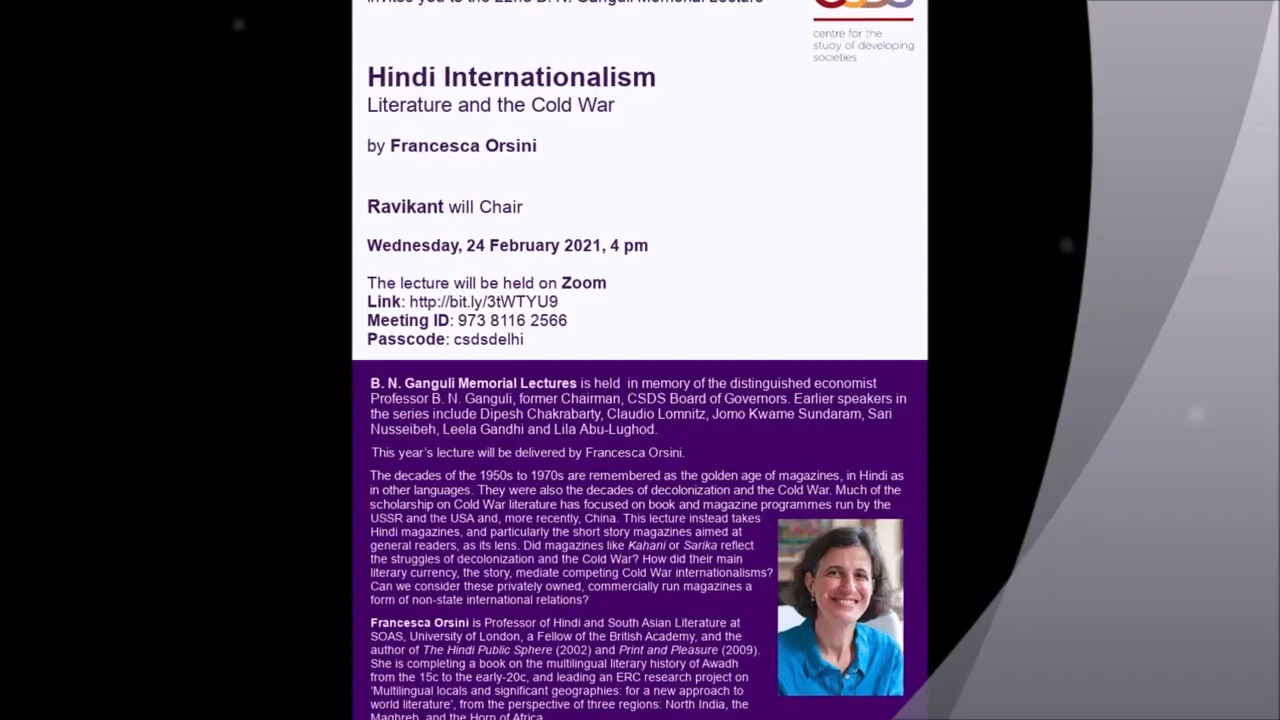 invites you to the 22nd B. N. Ganguli Memorial Lecture
centre for the
study of developing
societies
Hindi Internationalism
Literature and the Cold War
by Francesca Orsini
Ravikant will Chair
Wednesday, 24 February 2021, 4 pm
The lecture will be held on Zoom
Link: http://bit.ly/3tWTYU9
Meeting ID: 973 8116 2566
Passcode: csdsdelhi
B. N. Ganguli Memorial Lectures is held in memory of the distinguished economist
Professor B. N. Ganguli, former Chairman, CSDS Board of Governors. Earlier speakers in
the series include Dipesh Chakrabarty, Claudio Lomnitz, Jomo Kwame Sundaram, Sari
Nusseibeh, Leela Gandhi and Lila Abu-Lughod.
This year's lecture will be delivered by Francesca Orsini.
The decades of the 1950s to 1970s are remembered as the golden age of magazines, in Hindi as
in other languages. They were also the decades of decolonization and the Cold War. Much of the
scholarship on Cold War literature has focused on book and magazine programmes run by the
USSR and the USA and, more recently, China. This lecture instead takes
Hindi magazines, and particularly the short story magazines aimed at
general readers, as its lens. Did magazines like Kahani or Sarika reflect
the struggles of decolonization and the Cold War? How did their main
literary currency, the story, mediate competing Cold War internationalisms?
Can we consider these privately owned, commercially run magazines a
form of non-state international relations?
Francesca Orsini is Professor of Hindi and South Asian Literature at
SOAS, University of London, a Fellow of the British Academy, and the
author of The Hindi Public Sphere (2002) and Print and Pleasure (2009).
She is completing a book on the multilingual literary history of Awadh
from the 15c to the early-20c, and leading an ERC research project on
'Multilingual locals and significant geographies: for a new approach to
world literature', from the perspective of three regions: North India, the
Maghreb, and the Horn of Africa.